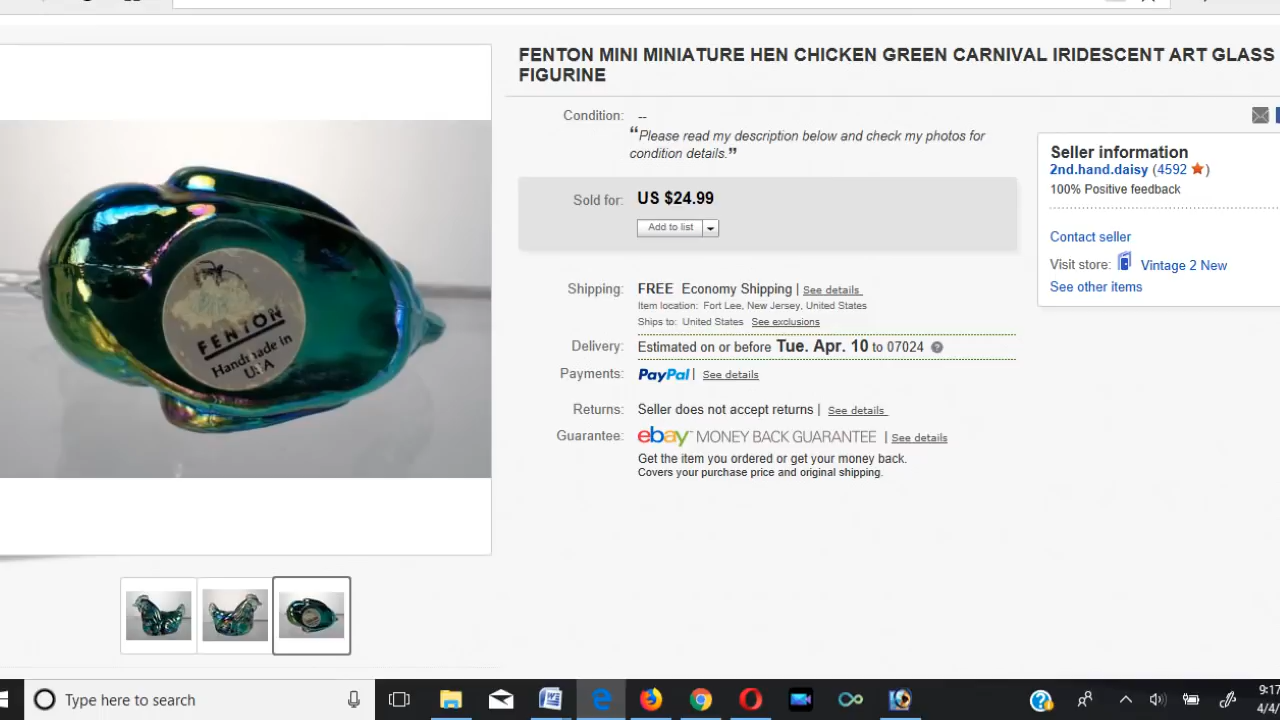 FENTON MINI MINIATURE HEN CHICKEN GREEN CARNIVAL IRIDESCENT ART GLASS
FIGURINE
Condition: --
“Please read my description below and check my photos for
condition details.”
Sold for: US $24.99
Add to list
Shipping: FREE Economy Shipping | See details
Item location: Fort Lee, New Jersey, United States
Ships to: United States See exclusions
Delivery: Estimated on or before Tue. Apr. 10 to 07024 ?
Payments: PayPal | See details
Returns: Seller does not accept returns | See details
Guarantee: ebay MONEY BACK GUARANTEE | See details
Get the item you ordered or get your money back.
Covers your purchase price and original shipping.
Seller information
2nd.hand.daisy (4592 )
100% Positive feedback
Contact seller
Visit store: Vintage 2 New
See other items
FENTON
Handmade in
USA
Type here to search
9:17
4/4/